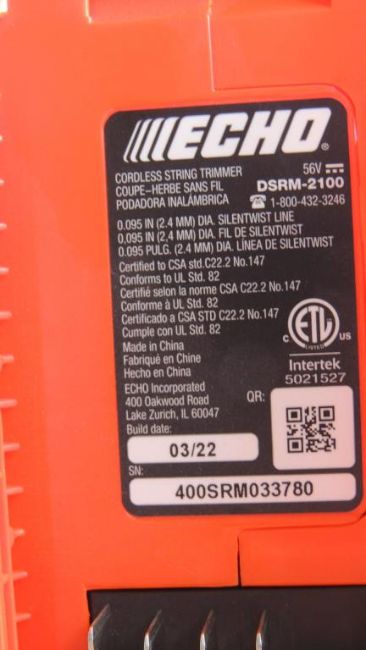 ECHO®
CORDLESS STRING TRIMMER
COUPE-HERBE SANS FIL
PODADORA INALÁMBRICA
56V
DSRM-2100
☎ 1-800-432-3246
0.095 IN (2.4 MM) DIA. SILENTWIST LINE
0.095 IN (2,4 MM) DIA. FIL DE SILENTWIST
0.095 PULG. (2.4 MM) DIA. LÍNEA DE SILENTWIST
Certified to CSA std.C22.2 No.147
Conforms to UL Std. 82
Certifié selon la norme CSA C22.2 No.147
Conforme à UL Std. 82
Certificado a CSA STD C22.2 No.147
Cumple con UL Std. 82
Made in China
Fabriqué en Chine
Hecho en China
C ETL US
LISTED
Intertek
5021527
ECHO Incorporated
400 Oakwood Road
Lake Zurich, IL 60047
QR:
Build date:
03/22
SN:
400SRM033780